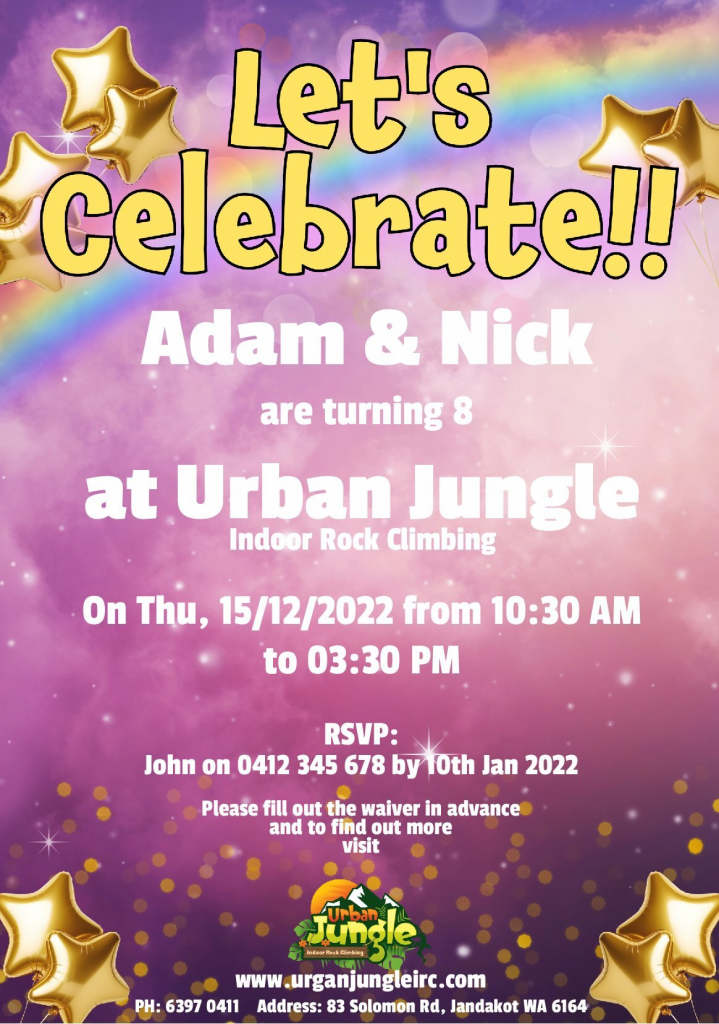 Let's
Celebrate!!
Adam & Nick
are turning 8
at Urban Jungle
Indoor Rock Climbing
On Thu, 15/12/2022 from 10:30 AM
to 03:30 PM
RSVP:
John on 0412 345 678 by 10th Jan 2022
Please fill out the waiver in advance
and to find out more
visit
Urban
Jungle
Indoor Rock Climbing
www.urganjungleirc.com
PH: 6397 0411 Address: 83 Solomon Rd, Jandakot WA 6164